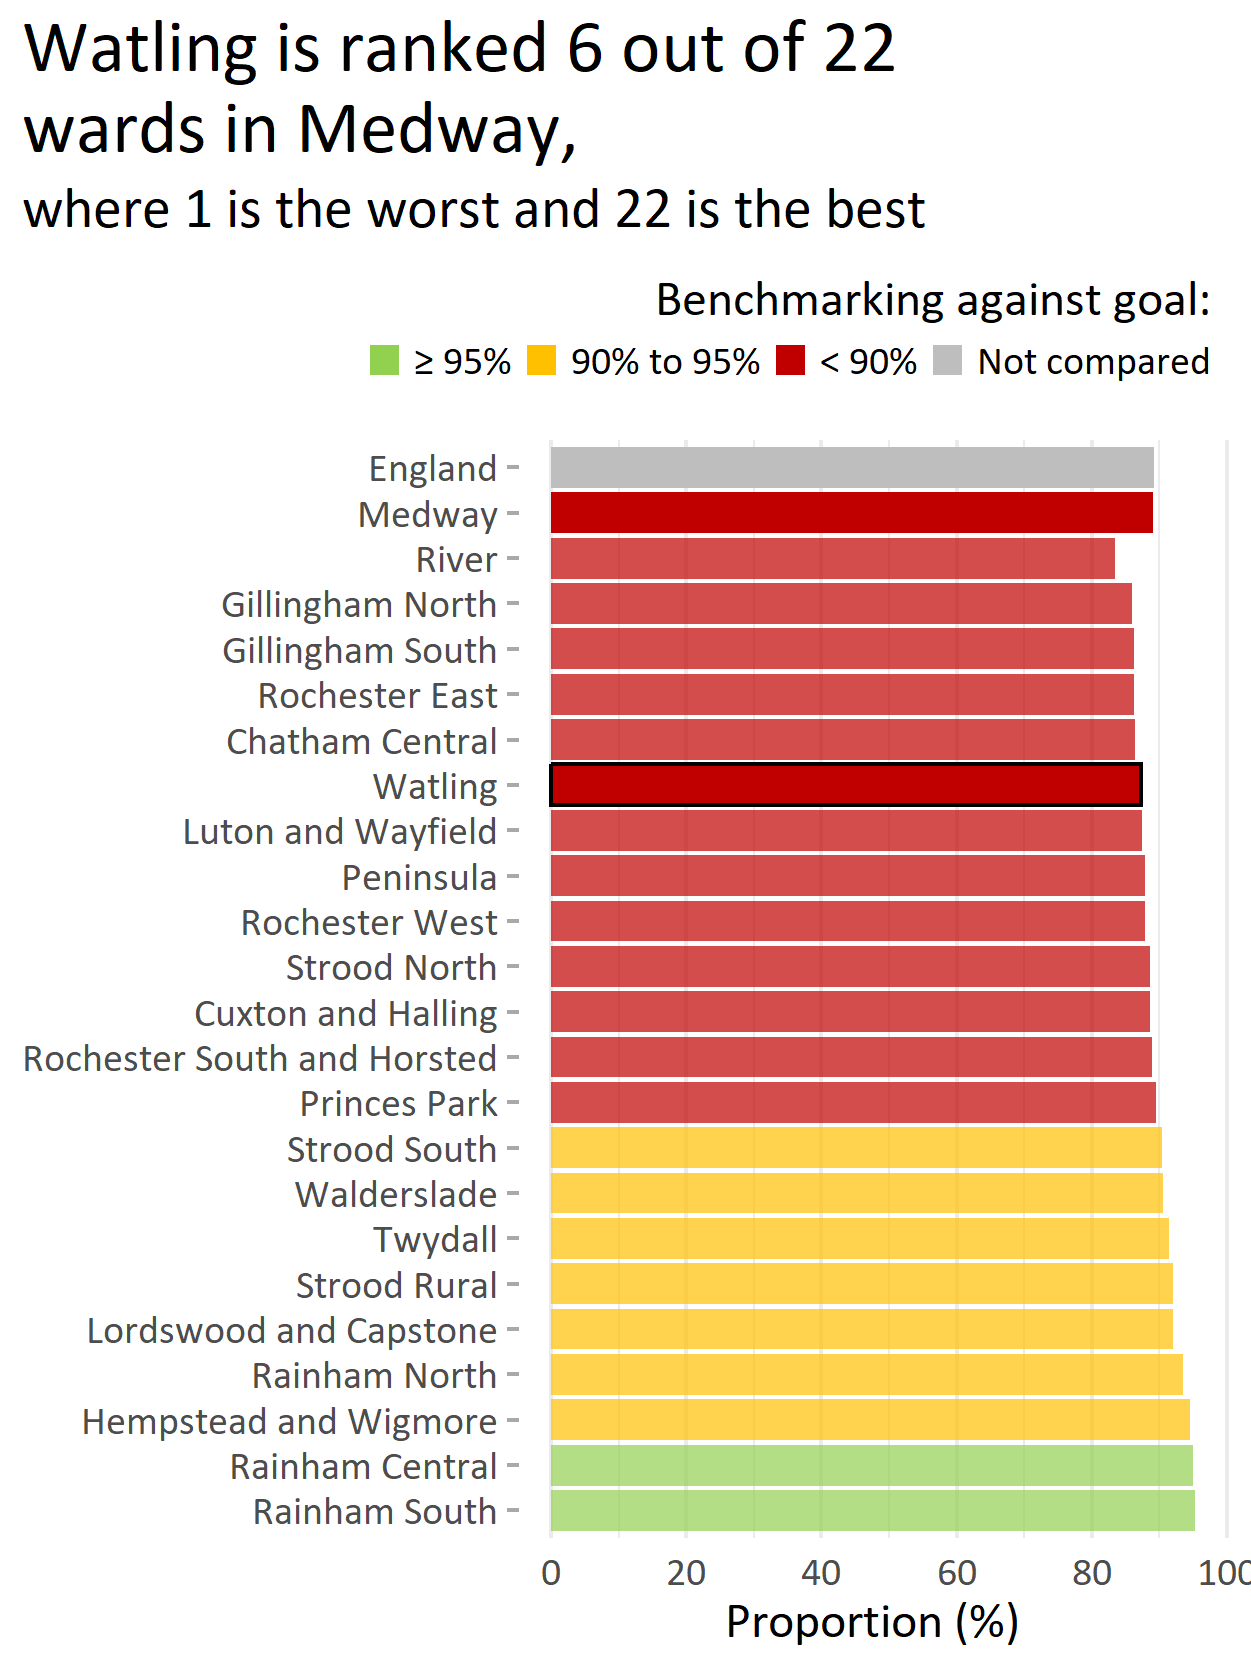 Watling is ranked 6 out of 22
wards in Medway,
where 1 is the worst and 22 is the best
Benchmarking against goal:
≥ 95% 90% to 95% < 90% Not compared
England
Medway
River
Gillingham North
Gillingham South
Rochester East
Chatham Central
Watling
Luton and Wayfield
Peninsula
Rochester West
Strood North
Cuxton and Halling
Rochester South and Horsted
Princes Park
Strood South
Walderslade
Twydall
Strood Rural
Lordswood and Capstone
Rainham North
Hempstead and Wigmore
Rainham Central
Rainham South
0 20 40 60 80 100
Proportion (%)